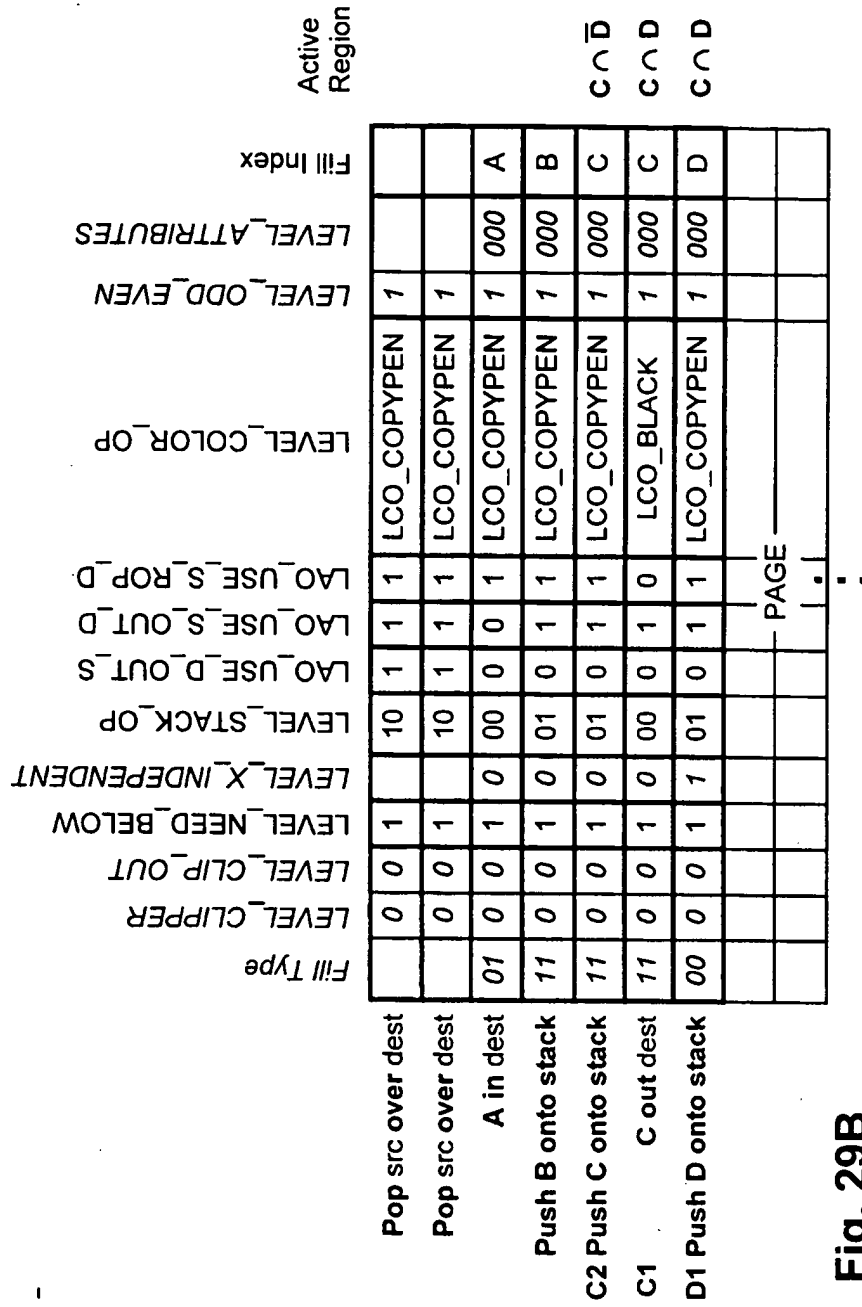 Fill Type LEVEL_CLIPPER LEVEL_CLIP_OUT LEVEL_NEED_BELOW LEVEL_X_INDEPENDENT LEVEL_STACK_OP LAO_USE_D_OUT_S LAO_USE_S_OUT_D LAO_USE_S_ROP_D LEVEL_COLOR_OP LEVEL_ODD_EVEN LEVEL_ATTRIBUTES Fill Index Active Region
Pop src over dest 0 0 1 10 1 1 1 LCO_COPYPEN 1
Pop src over dest 0 0 1 10 1 1 1 LCO_COPYPEN 1
A in dest 01 0 0 1 0 00 0 0 1 LCO_COPYPEN 1 000 A
Push B onto stack 11 0 0 1 0 01 0 1 1 LCO_COPYPEN 1 000 B
C2 Push C onto stack 11 0 0 1 0 01 0 1 1 LCO_COPYPEN 1 000 C C ∩ D̅
C1 C out dest 11 0 0 1 0 00 0 1 0 LCO_BLACK 1 000 C C ∩ D
D1 Push D onto stack 00 0 0 1 1 01 0 1 1 LCO_COPYPEN 1 000 D C ∩ D
PAGE
Fig. 29B